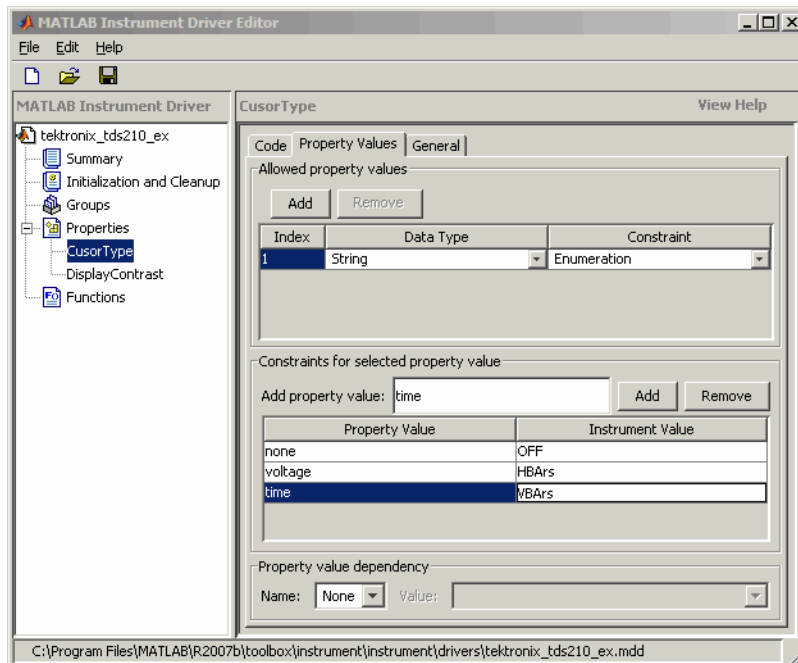 MATLAB Instrument Driver Editor
File Edit Help
MATLAB Instrument Driver
tektronix_tds210_ex
Summary
Initialization and Cleanup
Groups
Properties
CusorType
DisplayContrast
Functions
CusorType View Help
Code Property Values General
Allowed property values
Add Remove
Index Data Type Constraint
1 String Enumeration
Constraints for selected property value
Add property value: time Add Remove
Property Value Instrument Value
none OFF
voltage HBArs
time VBArs
Property value dependency
Name: None Value:
C:\Program Files\MATLAB\R2007b\toolbox\instrument\instrument\drivers\tektronix_tds210_ex.mdd